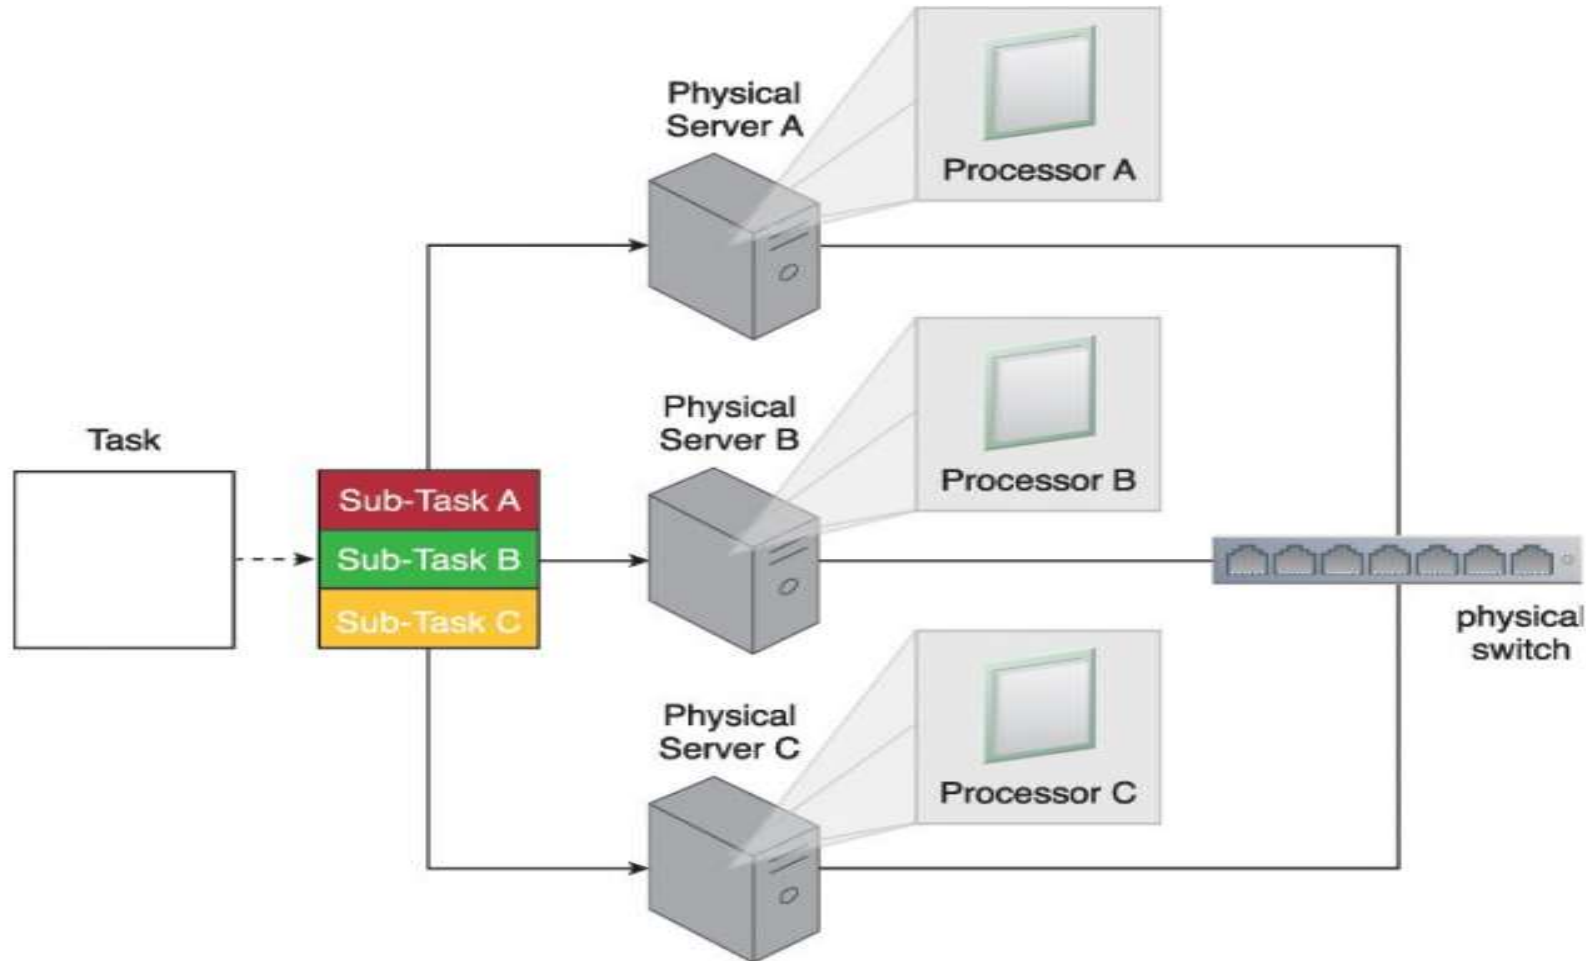 Physical
Server A
Processor A
Physical
Server B
Processor B
Task
Sub-Task A
Sub-Task B
Sub-Task C
physical
switch
Physical
Server C
Processor C